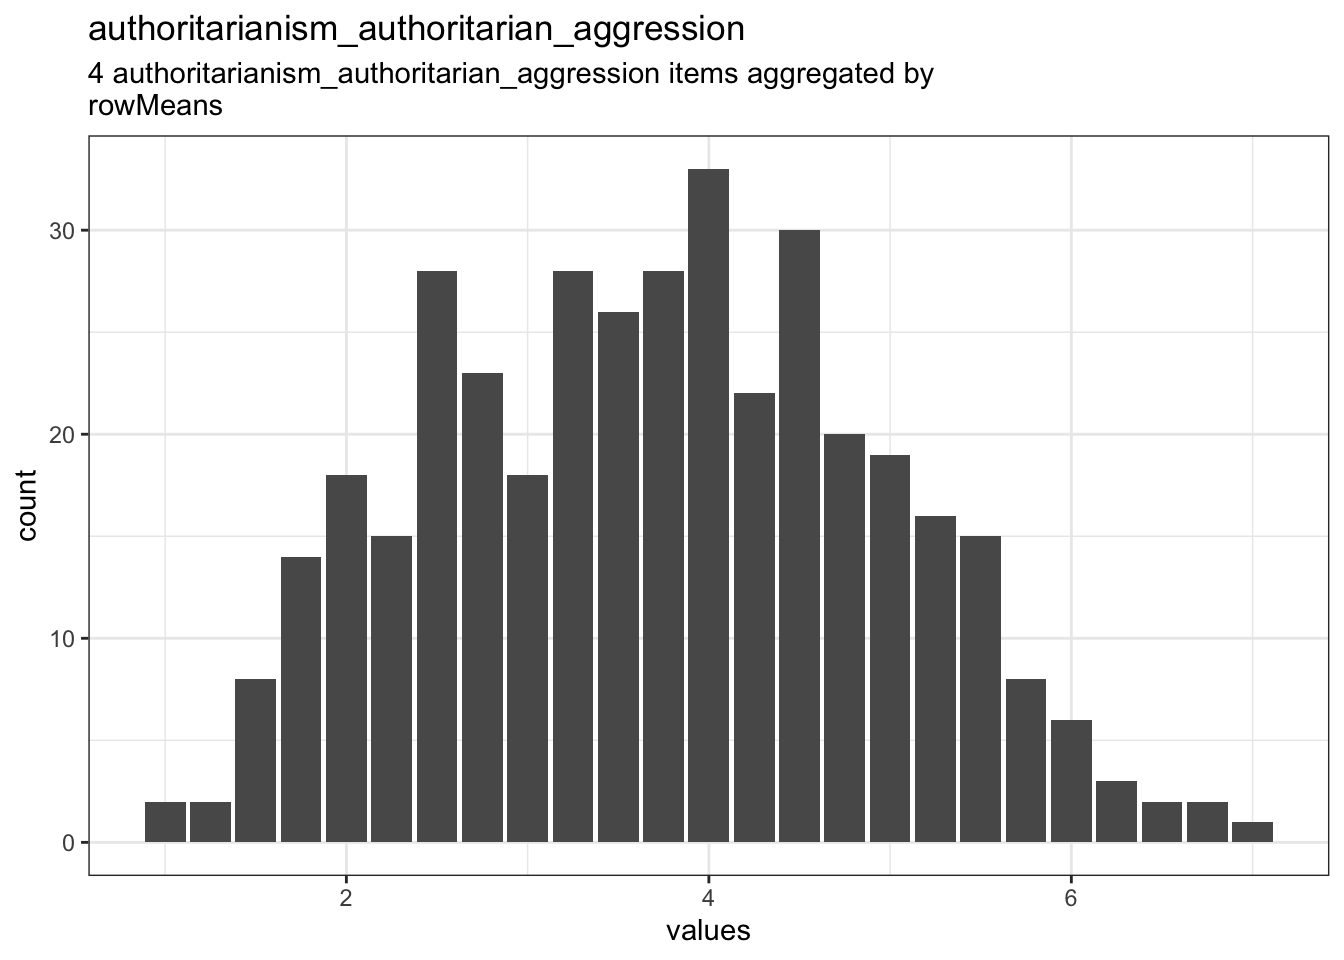 authoritarianism_authoritarian_aggression
4 authoritarianism_authoritarian_aggression items aggregated by
rowMeans
30
20
10
0
count
2 4 6
values